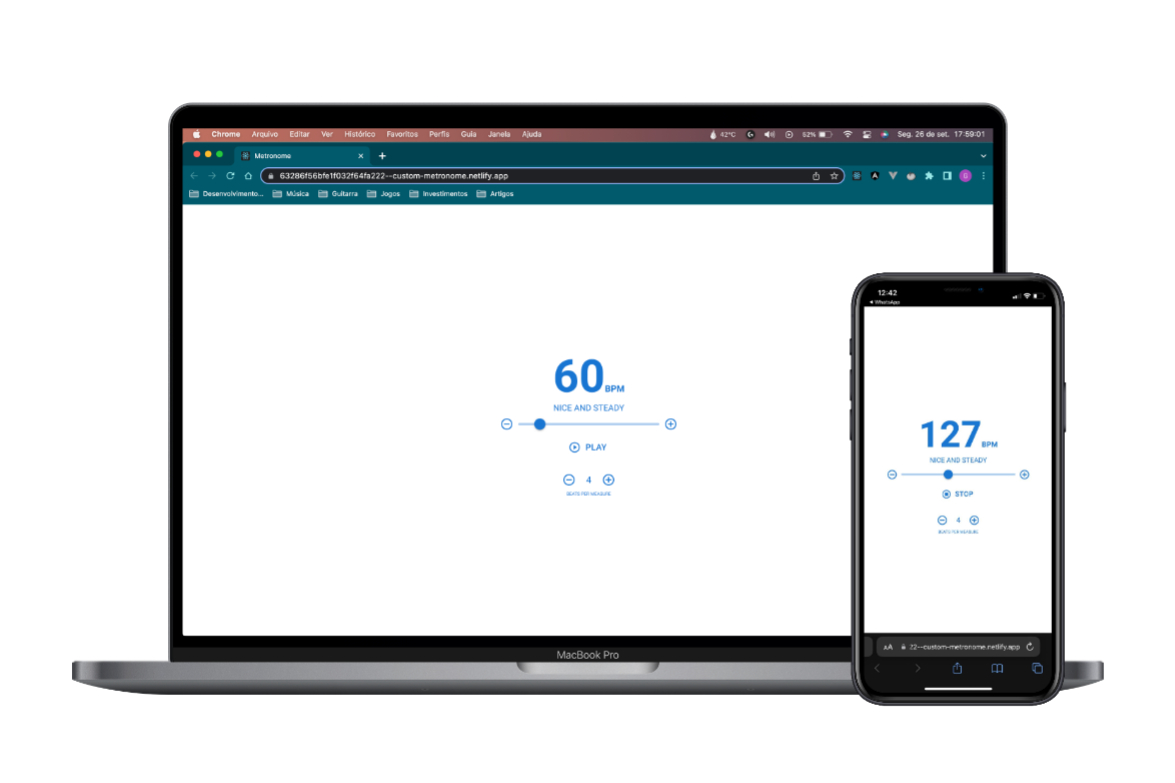 Chrome Arquivo Editar Ver Histórico Favoritos Perfis Guia Janela Ajuda 42°C 52% Seg. 26 de set. 17:59:01
Metronome
63286f56bfe1f032f64fa222--custom-metronome.netlify.app
Desenvolvimento... Música Guitarra Jogos Investimentos Artigos
60 BPM
NICE AND STEADY
PLAY
4
BEATS PER MEASURE
MacBook Pro
12:42
WhatsApp
127 BPM
NICE AND STEADY
STOP
4
BEATS PER MEASURE
AA 22--custom-metronome.netlify.app